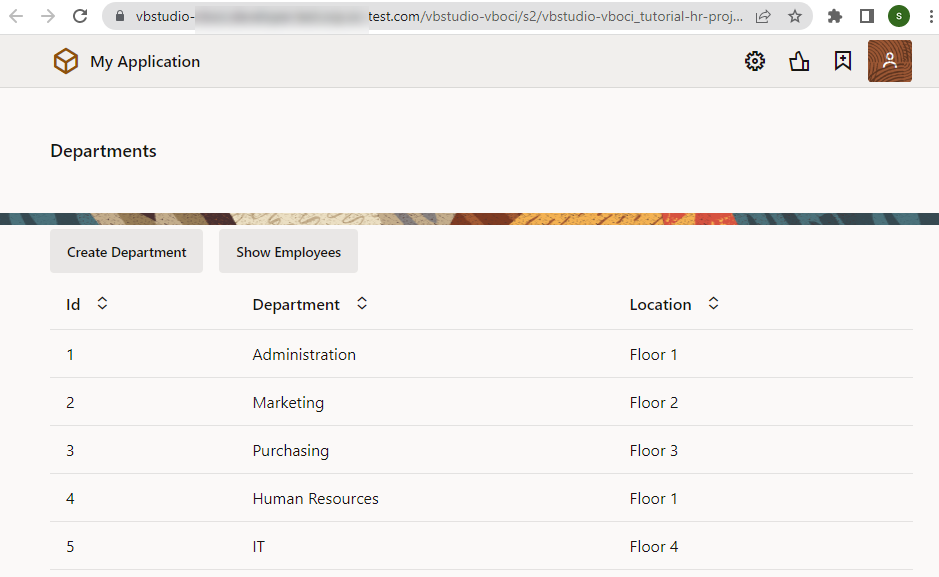 vbstudio- test.com/vbstudio-vboci/s2/vbstudio-vboci_tutorial-hr-proj...
S
My Application
Departments
Create Department Show Employees
Id Department Location
1 Administration Floor 1
2 Marketing Floor 2
3 Purchasing Floor 3
4 Human Resources Floor 1
5 IT Floor 4